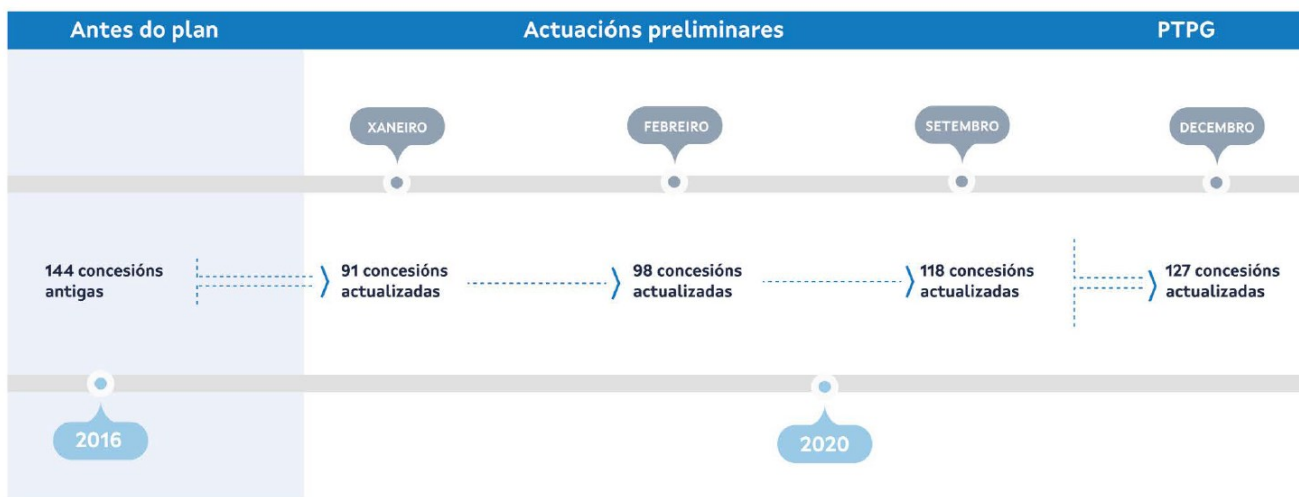 Antes do plan
Actuacións preliminares
PTPG
XANEIRO
FEBREIRO
SETEMBRO
DECEMBRO
144 concesións
antigas
91 concesións
actualizadas
98 concesións
actualizadas
118 concesións
actualizadas
127 concesións
actualizadas
2016
2020